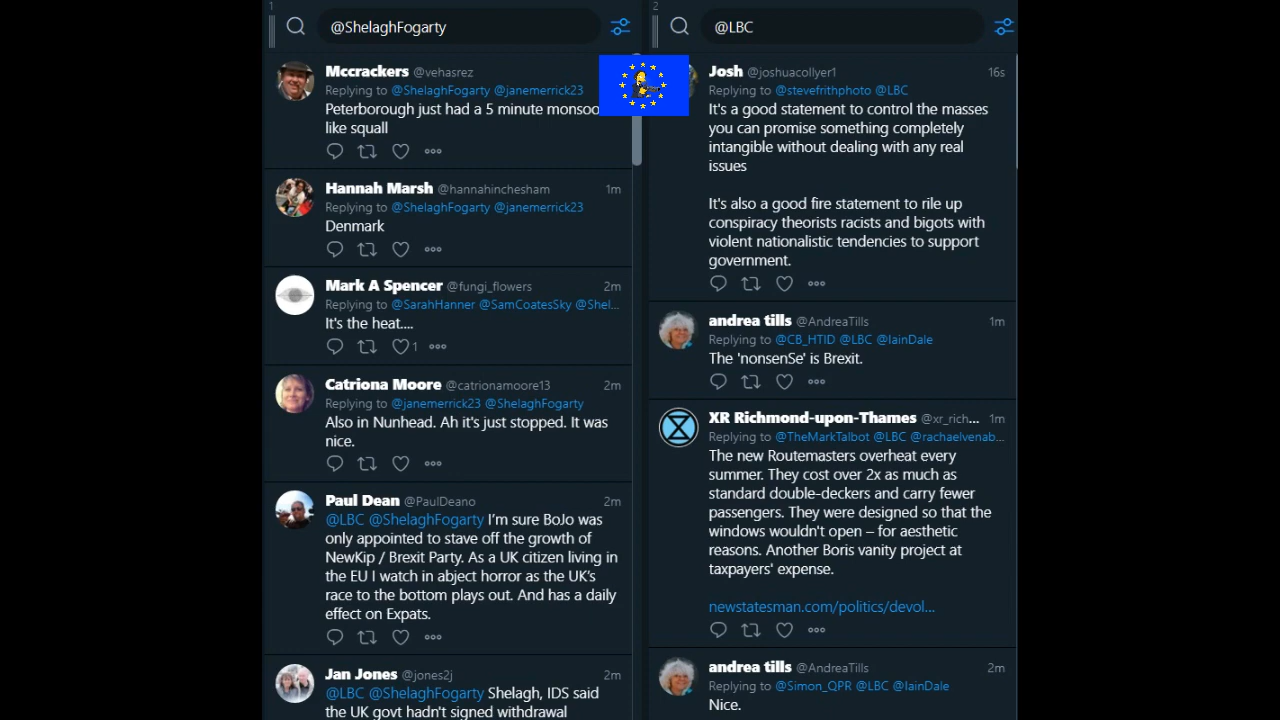 1
@ShelaghFogarty
Mccrackers @vehasrez
Replying to @ShelaghFogarty @janemerrick23
Peterborough just had a 5 minute monsoo
like squall
Hannah Marsh @hannahinchesham 1m
Replying to @ShelaghFogarty @janemerrick23
Denmark
Mark A Spencer @fungi_flowers 2m
Replying to @SarahHanner @SamCoatesSky @Shel...
It's the heat....
1
Catriona Moore @catrionamoore13 2m
Replying to @janemerrick23 @ShelaghFogarty
Also in Nunhead. Ah it's just stopped. It was
nice.
Paul Dean @PaulDeano 2m
@LBC @ShelaghFogarty I'm sure BoJo was
only appointed to stave off the growth of
NewKip / Brexit Party. As a UK citizen living in
the EU I watch in abject horror as the UK's
race to the bottom plays out. And has a daily
effect on Expats.
Jan Jones @jones2j 2m
@LBC @ShelaghFogarty Shelagh, IDS said
the UK govt hadn't signed withdrawal
2
@LBC
Josh @joshuacollyer1 16s
Replying to @stevefrithphoto @LBC
It's a good statement to control the masses
you can promise something completely
intangible without dealing with any real
issues
It's also a good fire statement to rile up
conspiracy theorists racists and bigots with
violent nationalistic tendencies to support
government.
andrea tills @AndreaTills 1m
Replying to @CB_HTID @LBC @IainDale
The 'nonsenSe' is Brexit.
XR Richmond-upon-Thames @xr_rich... 1m
Replying to @TheMarkTalbot @LBC @rachaelvenab...
The new Routemasters overheat every
summer. They cost over 2x as much as
standard double-deckers and carry fewer
passengers. They were designed so that the
windows wouldn't open – for aesthetic
reasons. Another Boris vanity project at
taxpayers' expense.
newstatesman.com/politics/devol...
andrea tills @AndreaTills 2m
Replying to @Simon_QPR @LBC @IainDale
Nice.